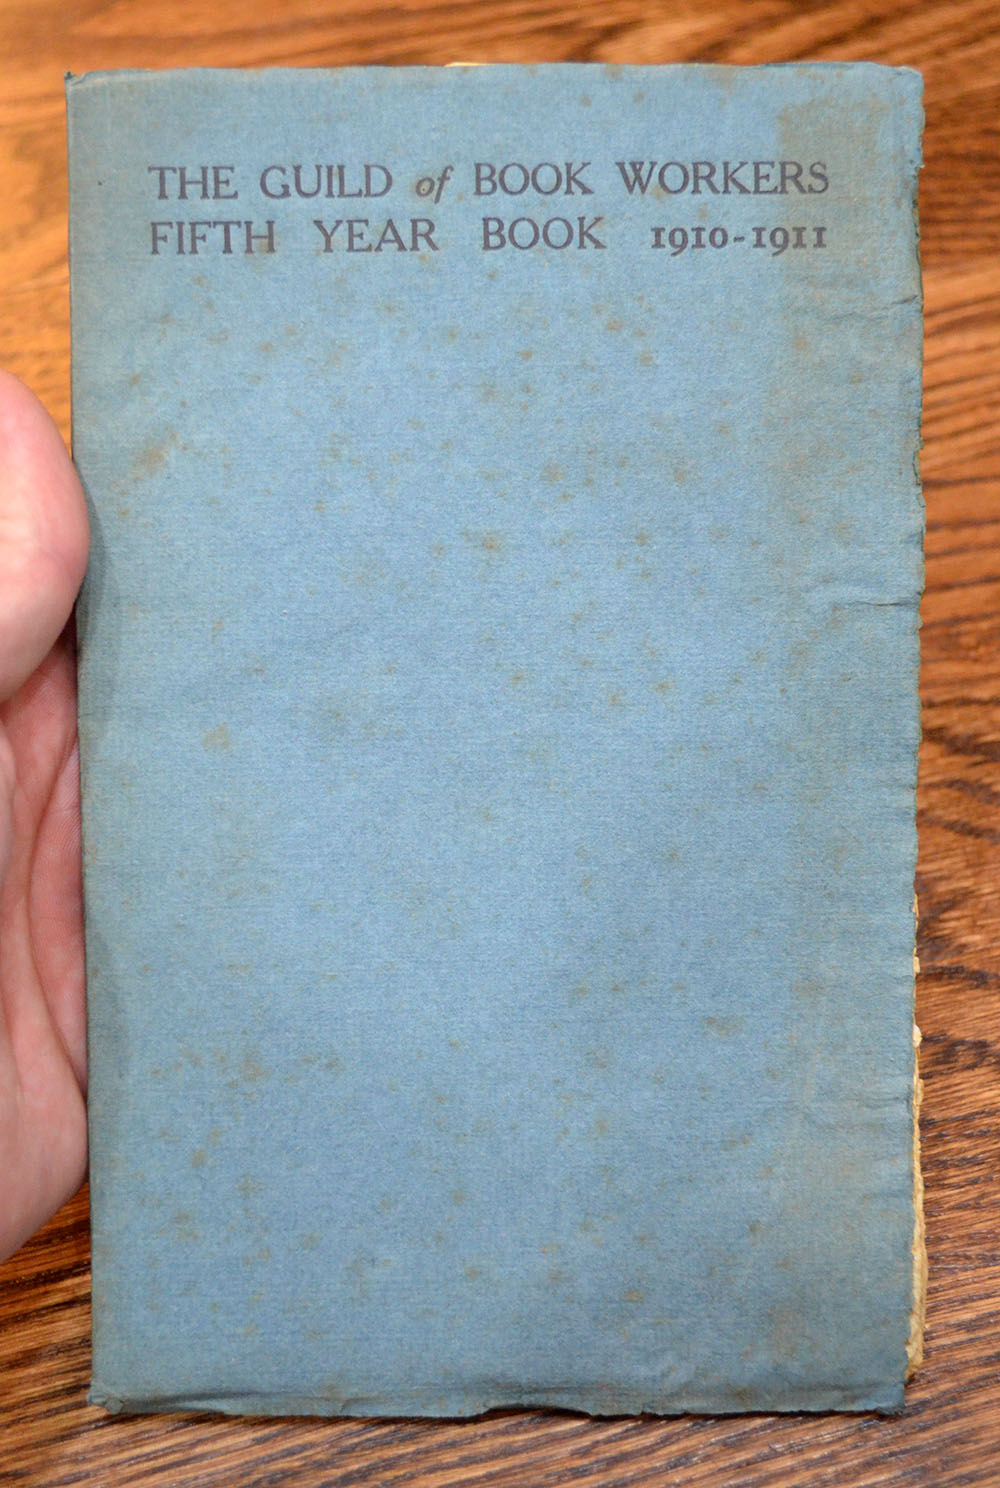 THE GUILD of BOOK WORKERS
FIFTH YEAR BOOK 1910-1911